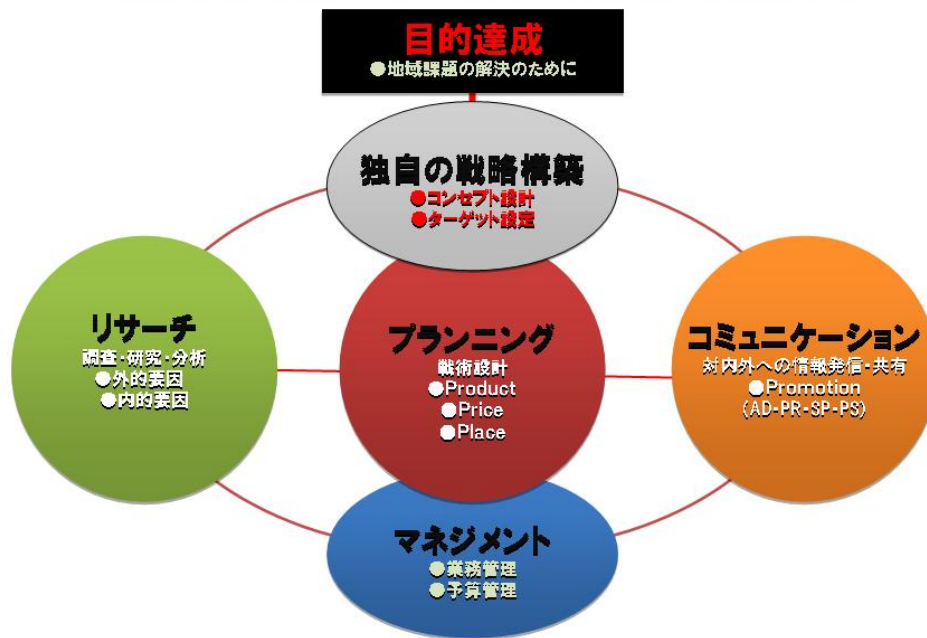 目的達成
●地域課題の解決のために
独自の戦略構築
●コンセプト設計
●ターゲット設定
リサーチ
調査・研究・分析
●外的要因
●内的要因
プランニング
戦術設計
●Product
●Price
●Place
コミュニケーション
対内外への情報発信・共有
●Promotion
(AD・PR・SP・PS)
マネジメント
●業務管理
●予算管理